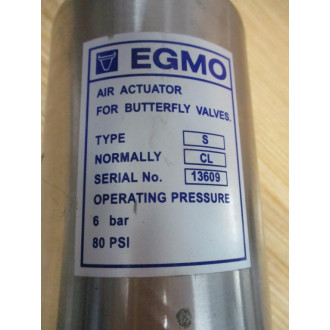 EGMO
AIR ACTUATOR
FOR BUTTERFLY VALVES.
TYPE S
NORMALLY CL
SERIAL No. 13609
OPERATING PRESSURE
6 bar
80 PSI